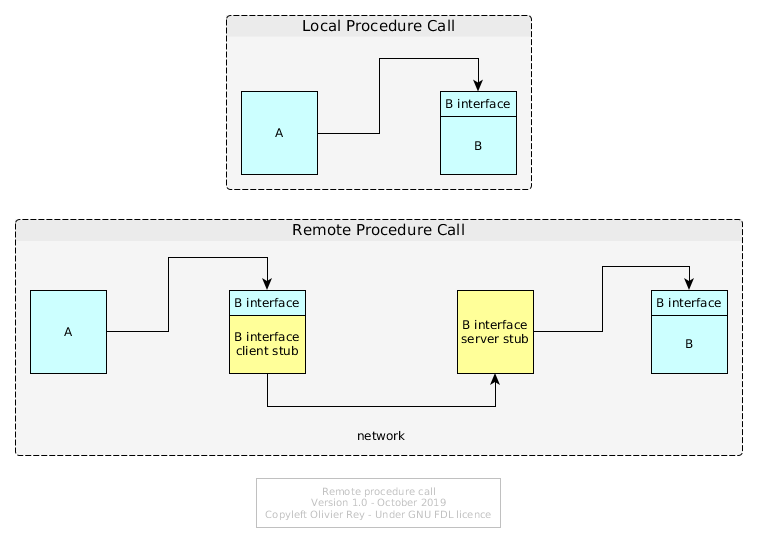 Local Procedure Call
B interface
A
B
Remote Procedure Call
B interface
B interface
A
B interface
client stub
B interface
server stub
B
network
Remote procedure call
Version 1.0 - October 2019
Copyleft Olivier Rey - Under GNU FDL licence